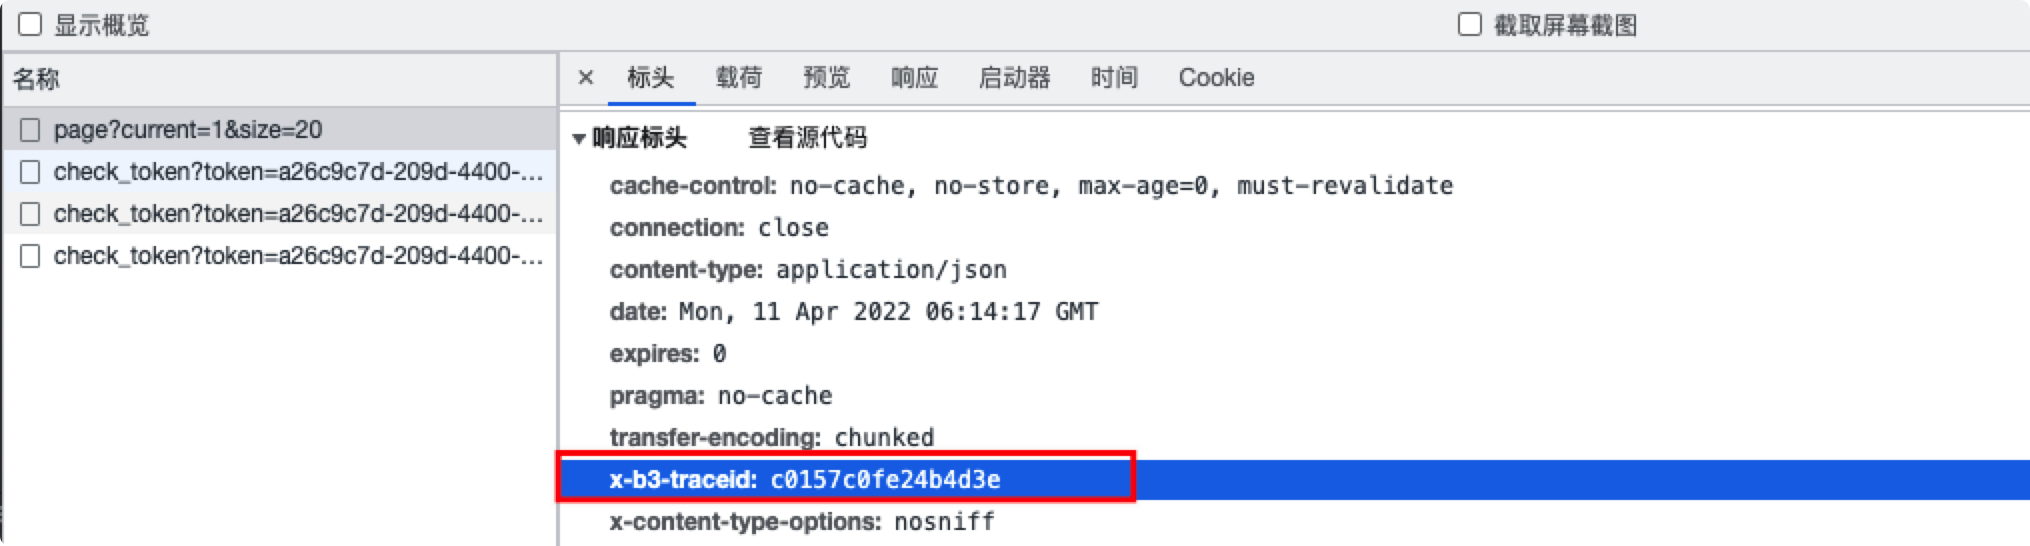 显示概览
截取屏幕截图
名称
page?current=1&size=20
check_token?token=a26c9c7d-209d-4400-...
check_token?token=a26c9c7d-209d-4400-...
check_token?token=a26c9c7d-209d-4400-...
× 标头 载荷 预览 响应 启动器 时间 Cookie
响应标头 查看源代码
cache-control: no-cache, no-store, max-age=0, must-revalidate
connection: close
content-type: application/json
date: Mon, 11 Apr 2022 06:14:17 GMT
expires: 0
pragma: no-cache
transfer-encoding: chunked
x-b3-traceid: c0157c0fe24b4d3e
x-content-type-options: nosniff